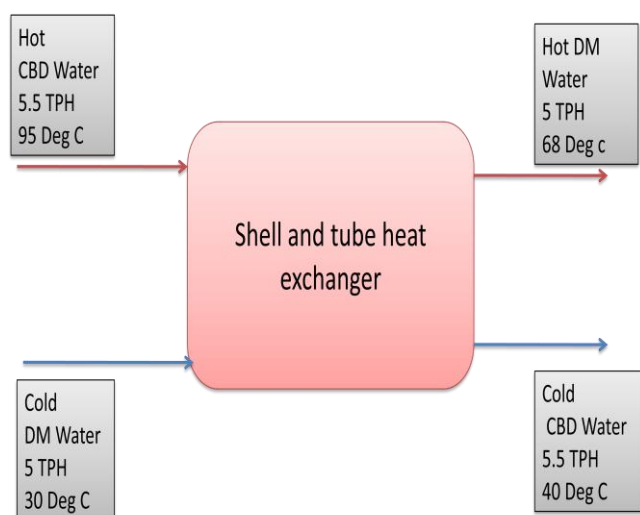 Hot
CBD Water
5.5 TPH
95 Deg C
Hot DM
Water
5 TPH
68 Deg c
Shell and tube heat
exchanger
Cold
DM Water
5 TPH
30 Deg C
Cold
CBD Water
5.5 TPH
40 Deg C